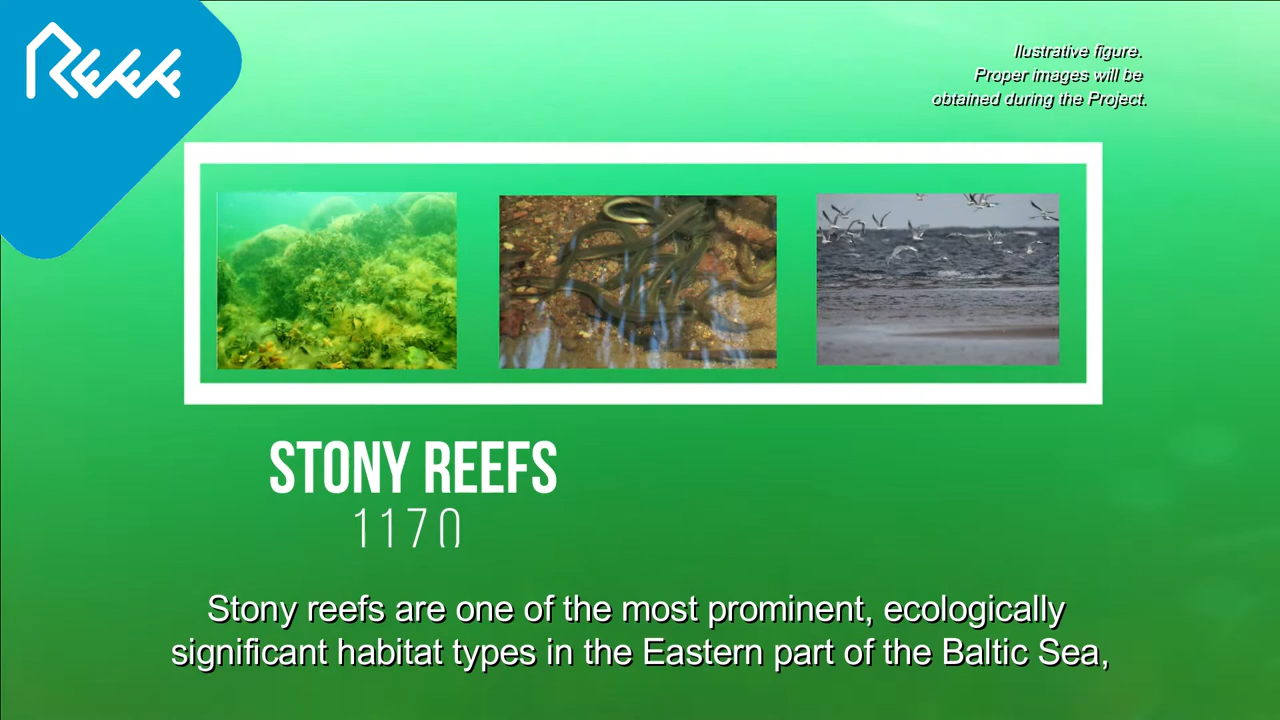 REEF
Ilustrative figure.
Proper images will be
obtained during the Project.
STONY REEFS
1170
Stony reefs are one of the most prominent, ecologically
significant habitat types in the Eastern part of the Baltic Sea,